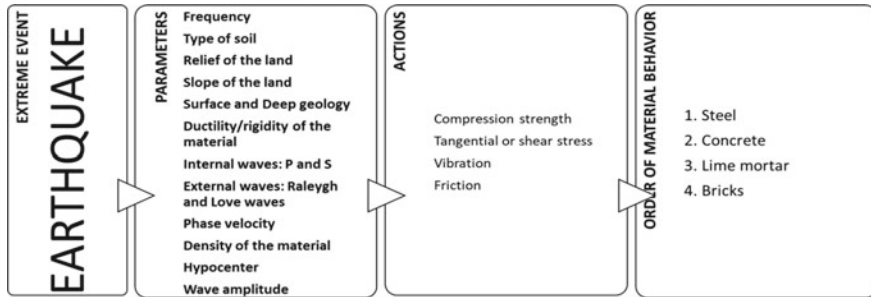 EXTREME EVENT
EARTHQUAKE
PARAMETERS
Frequency
Type of soil
Relief of the land
Slope of the land
Surface and Deep geology
Ductility/rigidity of the
material
Internal waves: P and S
External waves: Raleygh
and Love waves
Phase velocity
Density of the material
Hypocenter
Wave amplitude
ACTIONS
Compression strength
Tangential or shear stress
Vibration
Friction
ORDER OF MATERIAL BEHAVIOR
1. Steel
2. Concrete
3. Lime mortar
4. Bricks